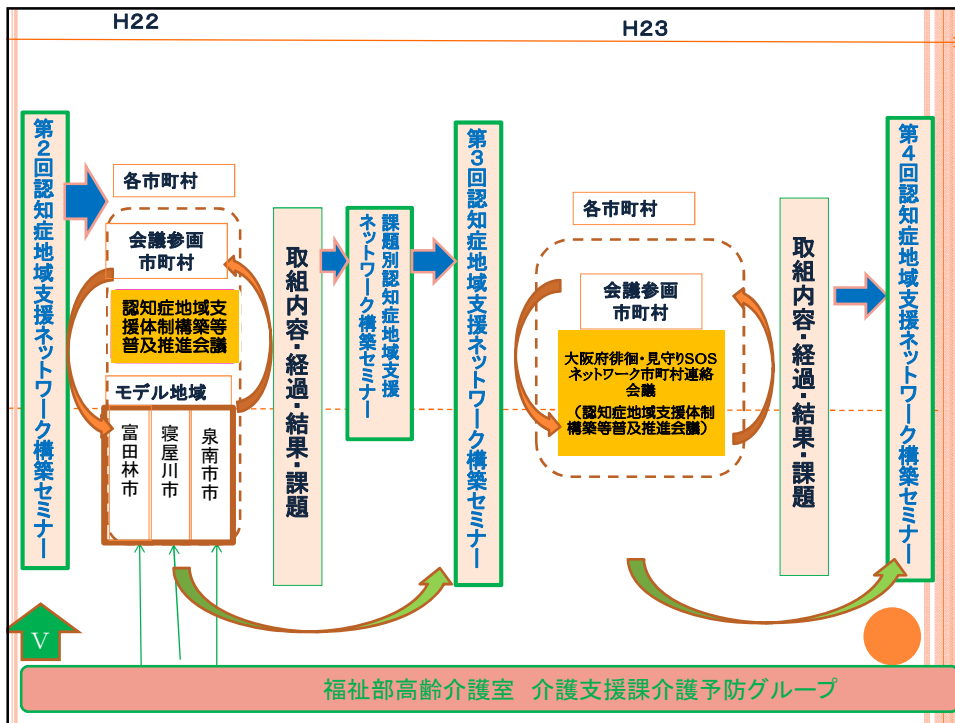 H22
H23
第2回認知症地域支援ネットワーク構築セミナー
各市町村
会議参画
市町村
認知症地域支
援体制構築等
普及推進会議
モデル地域
富田林市
寝屋川市
泉南市市
取組内容・経過・結果・課題
課題別認知症地域支援
ネットワーク構築セミナー
第3回認知症地域支援ネットワーク構築セミナー
各市町村
会議参画
市町村
大阪府徘徊・見守りSOS
ネットワーク市町村連絡
会議
(認知症地域支援体制
構築等普及推進会議)
取組内容・経過・結果・課題
第4回認知症地域支援ネットワーク構築セミナー
V
福祉部高齢介護室 介護支援課介護予防グループ